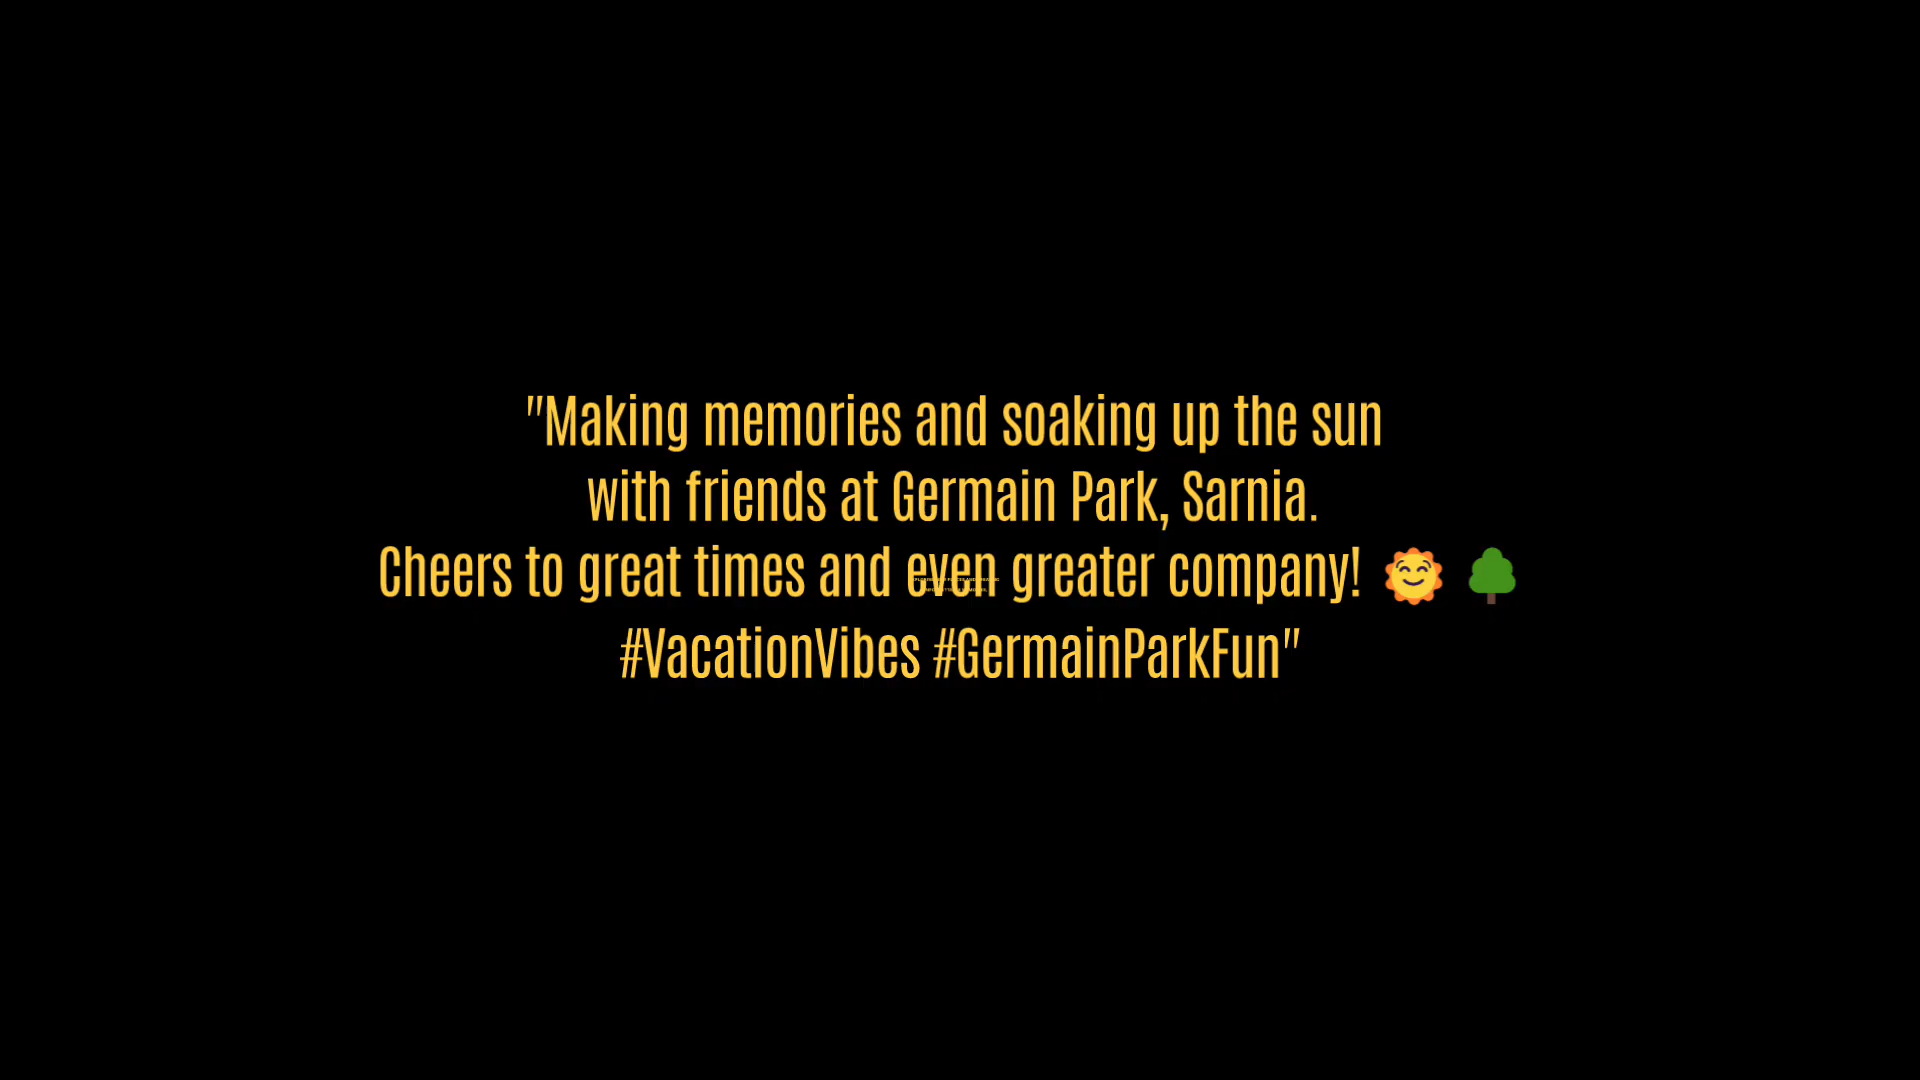 "Making memories and soaking up the sun
with friends at Germain Park, Sarnia.
Cheers to great times and even greater company! 🌞 🌳
#VacationVibes #GermainParkFun"